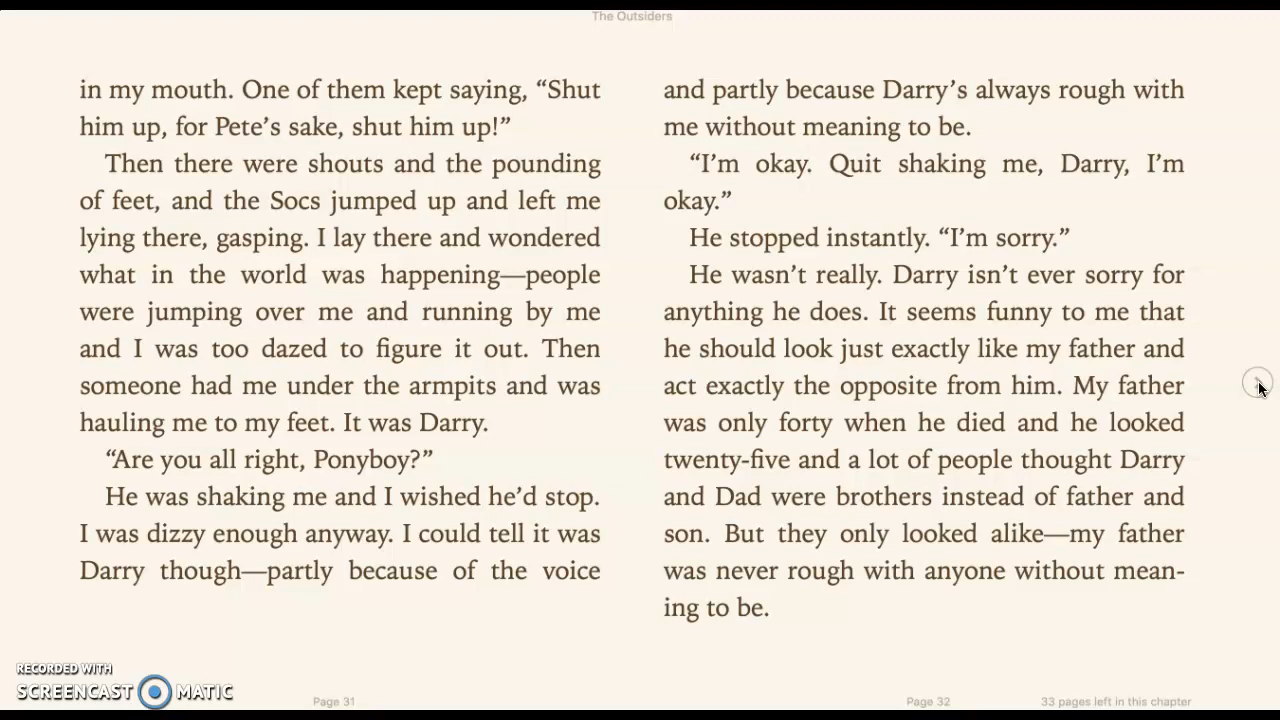 The Outsiders
in my mouth. One of them kept saying, “Shut
him up, for Pete’s sake, shut him up!”
Then there were shouts and the pounding
of feet, and the Socs jumped up and left me
lying there, gasping. I lay there and wondered
what in the world was happening—people
were jumping over me and running by me
and I was too dazed to figure it out. Then
someone had me under the armpits and was
hauling me to my feet. It was Darry.
“Are you all right, Ponyboy?”
He was shaking me and I wished he’d stop.
I was dizzy enough anyway. I could tell it was
Darry though—partly because of the voice
and partly because Darry’s always rough with
me without meaning to be.
“I’m okay. Quit shaking me, Darry, I’m
okay.”
He stopped instantly. “I’m sorry.”
He wasn’t really. Darry isn’t ever sorry for
anything he does. It seems funny to me that
he should look just exactly like my father and
act exactly the opposite from him. My father
was only forty when he died and he looked
twenty-five and a lot of people thought Darry
and Dad were brothers instead of father and
son. But they only looked alike—my father
was never rough with anyone without mean-
ing to be.
RECORDED WITH
SCREENCAST MATIC
Page 31
Page 32
33 pages left in this chapter